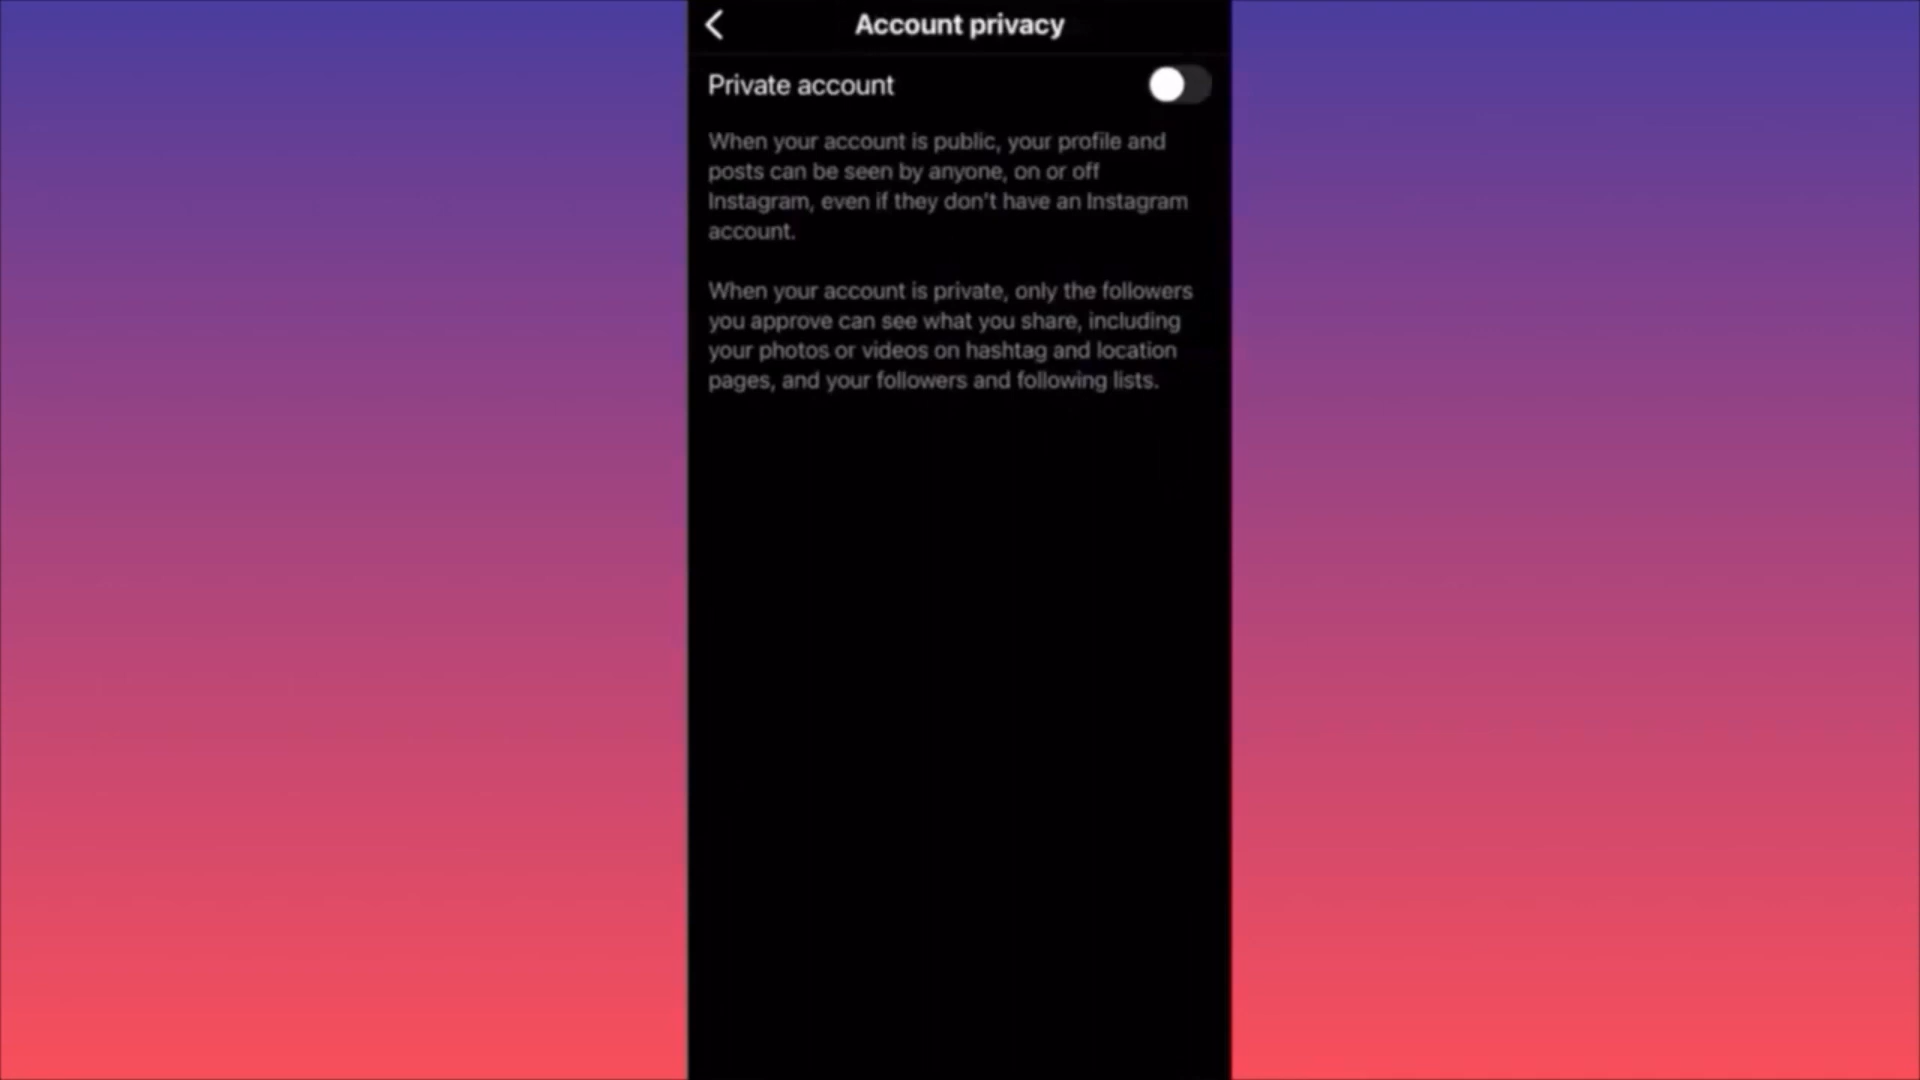 Account privacy
Private account
When your account is public, your profile and
posts can be seen by anyone, on or off
Instagram, even if they don't have an Instagram
account.
When your account is private, only the followers
you approve can see what you share, including
your photos or videos on hashtag and location
pages, and your followers and following lists.